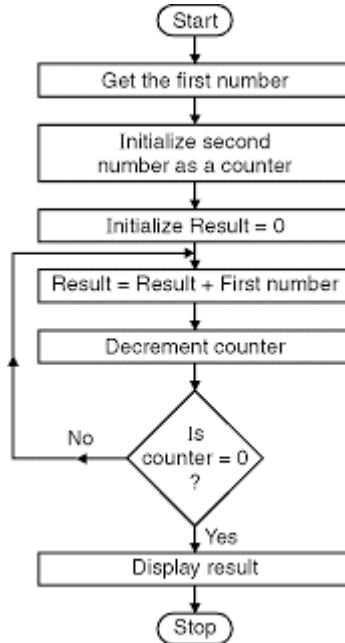 Start
Get the first number
Initialize second
number as a counter
Initialize Result = 0
Result = Result + First number
Decrement counter
Is
counter = 0
?
No
Yes
Display result
Stop